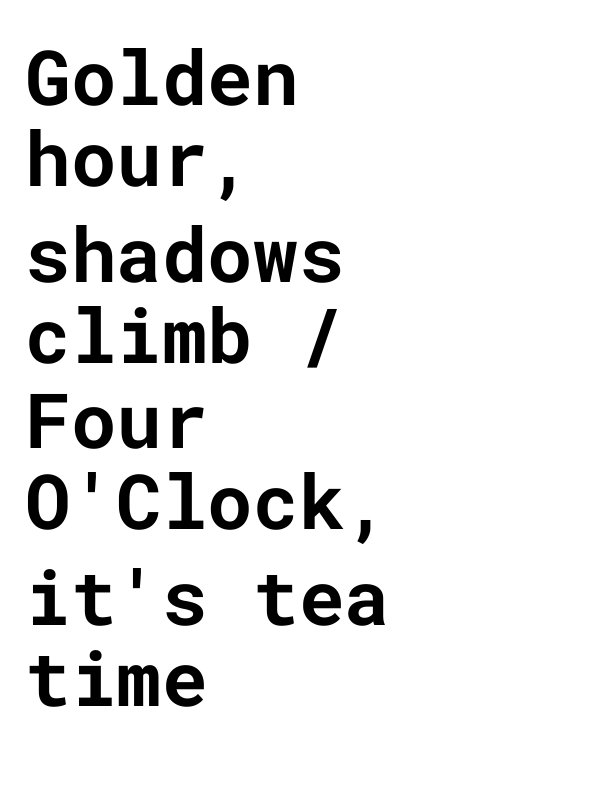 Golden
hour,
shadows
climb /
Four
O'Clock,
it's tea
time